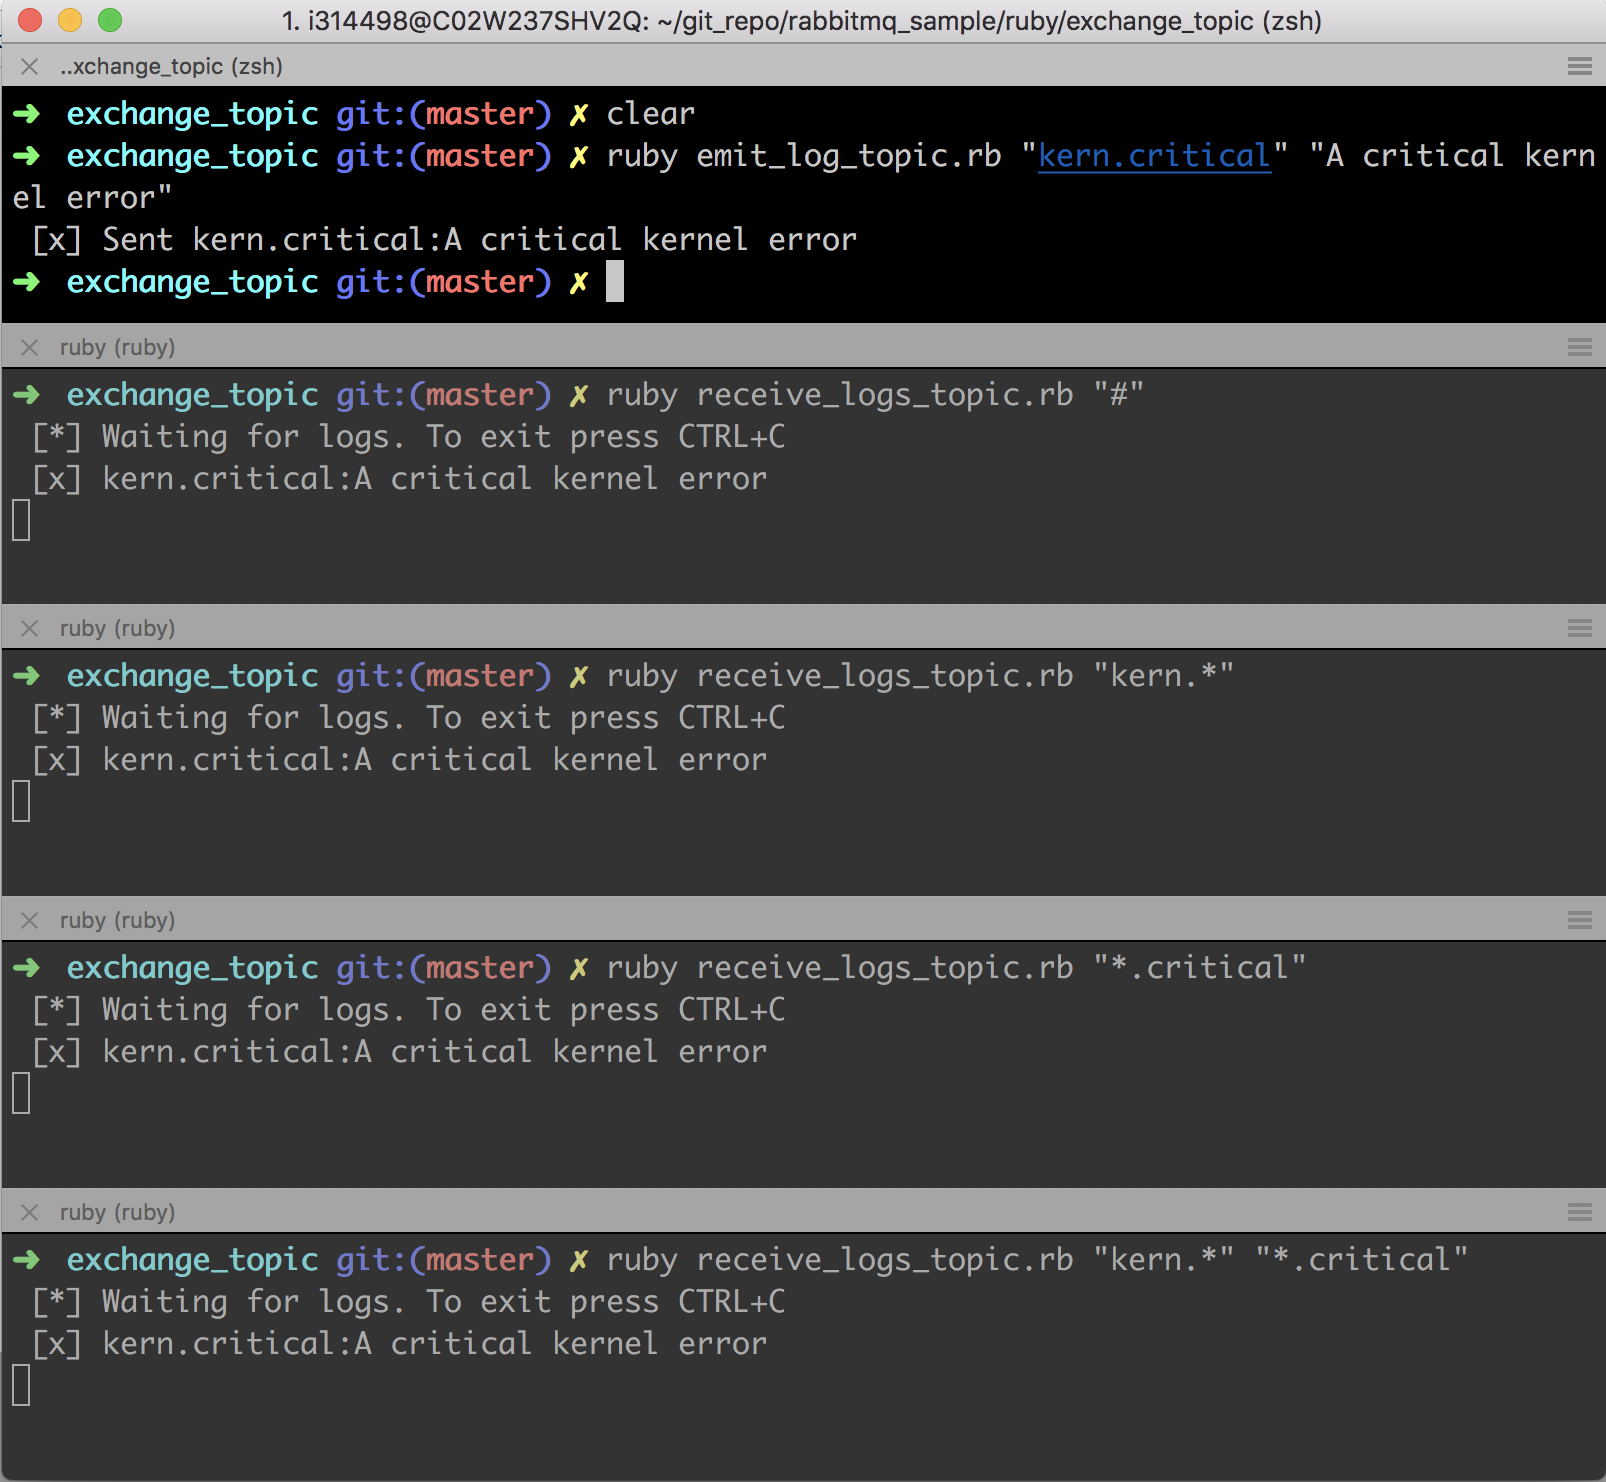 1. i314498@C02W237SHV2Q: ~/git_repo/rabbitmq_sample/ruby/exchange_topic (zsh)
..xchange_topic (zsh)
➜  exchange_topic git:(master) ✗ clear
➜  exchange_topic git:(master) ✗ ruby emit_log_topic.rb "kern.critical" "A critical kern
el error"
 [x] Sent kern.critical:A critical kernel error
➜  exchange_topic git:(master) ✗
ruby (ruby)
➜  exchange_topic git:(master) ✗ ruby receive_logs_topic.rb "#"
 [*] Waiting for logs. To exit press CTRL+C
 [x] kern.critical:A critical kernel error
ruby (ruby)
➜  exchange_topic git:(master) ✗ ruby receive_logs_topic.rb "kern.*"
 [*] Waiting for logs. To exit press CTRL+C
 [x] kern.critical:A critical kernel error
ruby (ruby)
➜  exchange_topic git:(master) ✗ ruby receive_logs_topic.rb "*.critical"
 [*] Waiting for logs. To exit press CTRL+C
 [x] kern.critical:A critical kernel error
ruby (ruby)
➜  exchange_topic git:(master) ✗ ruby receive_logs_topic.rb "kern.*" "*.critical"
 [*] Waiting for logs. To exit press CTRL+C
 [x] kern.critical:A critical kernel error